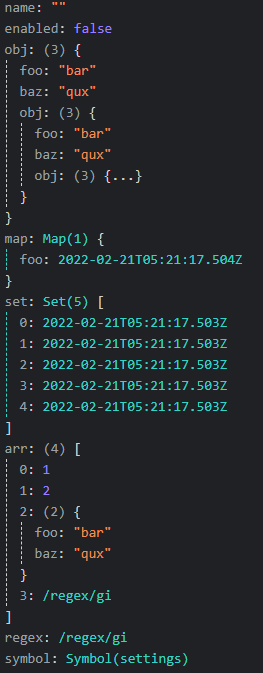 name: ""
enabled: false
obj: (3) {
foo: "bar"
baz: "qux"
obj: (3) {
foo: "bar"
baz: "qux"
obj: (3) {...}
}
}
map: Map(1) {
foo: 2022-02-21T05:21:17.504Z
}
set: Set(5) [
0: 2022-02-21T05:21:17.503Z
1: 2022-02-21T05:21:17.503Z
2: 2022-02-21T05:21:17.503Z
3: 2022-02-21T05:21:17.503Z
4: 2022-02-21T05:21:17.503Z
]
arr: (4) [
0: 1
1: 2
2: (2) {
foo: "bar"
baz: "qux"
}
3: /regex/gi
]
regex: /regex/gi
symbol: Symbol(settings)